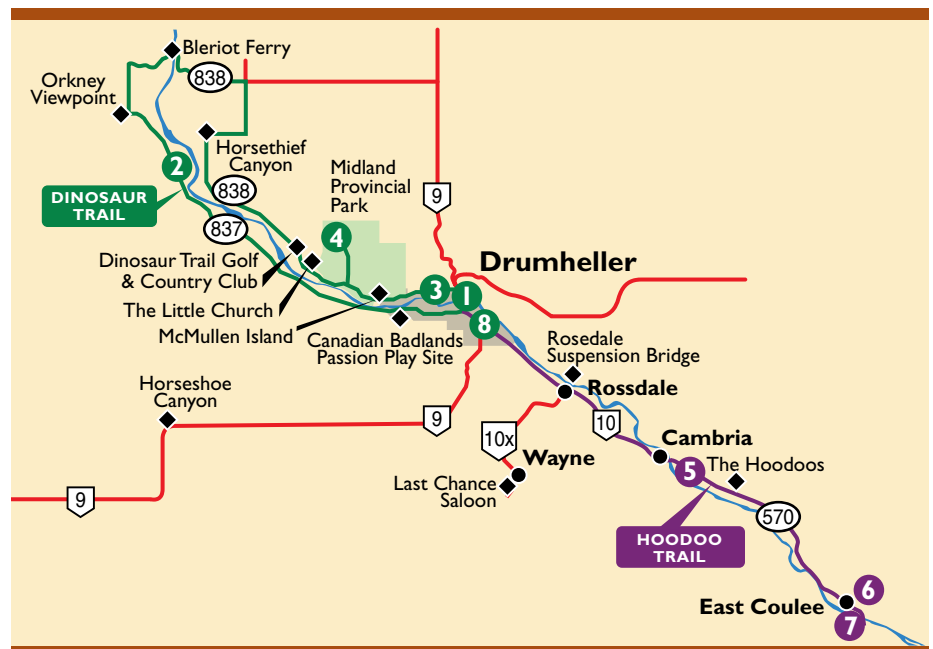 Bleriot Ferry
838
Orkney
Viewpoint
Horsethief
Canyon
2
Midland
Provincial
Park
838
9
DINOSAUR
TRAIL
837
4
Drumheller
Dinosaur Trail Golf
& Country Club
The Little Church
McMullen Island
3
1
8
Canadian Badlands
Passion Play Site
Rosedale
Suspension Bridge
Rossdale
Horseshoe
Canyon
9
10
10x
Cambria
Wayne
The Hoodoos
5
Last Chance
Saloon
9
570
HOODOO
TRAIL
6
East Coulee
7